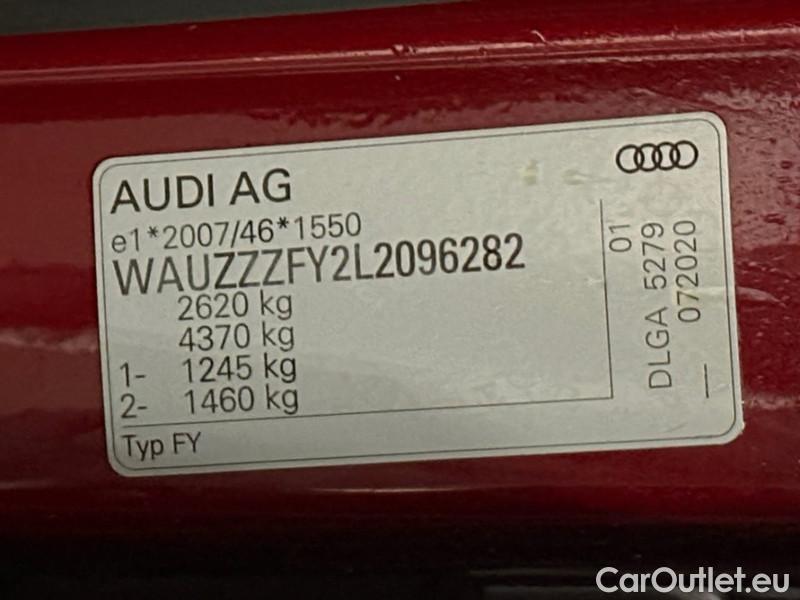 AUDI AG
e1*2007/46*1550
WAUZZZFY2L2096282
2620 kg
4370 kg
1- 1245 kg
2- 1460 kg
Typ FY
01
DLGA 5279
— 072020
CarOutlet.eu